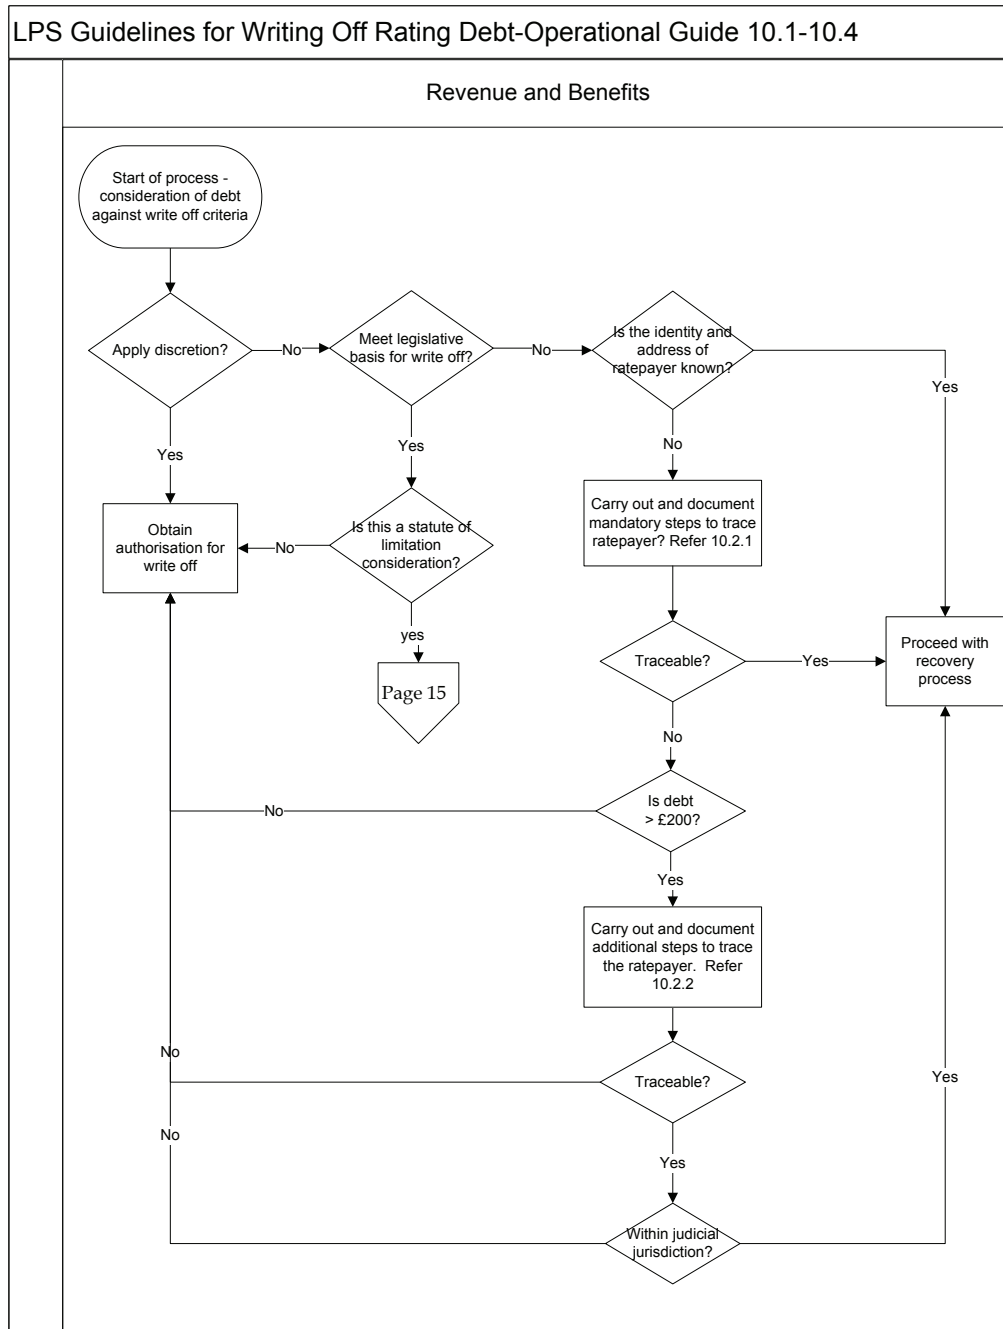 LPS Guidelines for Writing Off Rating Debt-Operational Guide 10.1-10.4
Revenue and Benefits
Start of process -
consideration of debt
against write off criteria
Apply discretion?
No
Meet legislative
basis for write off?
No
Is the identity and
address of
ratepayer known?
Yes
Yes
Yes
No
Obtain
authorisation for
write off
No
Is this a statute of
limitation
consideration?
Carry out and document
mandatory steps to trace
ratepayer? Refer 10.2.1
yes
Page 15
Traceable?
Yes
Proceed with
recovery
process
No
Is debt
> £200?
No
Yes
Carry out and document
additional steps to trace
the ratepayer.  Refer
10.2.2
No
Traceable?
Yes
No
Yes
Within judicial
jurisdiction?